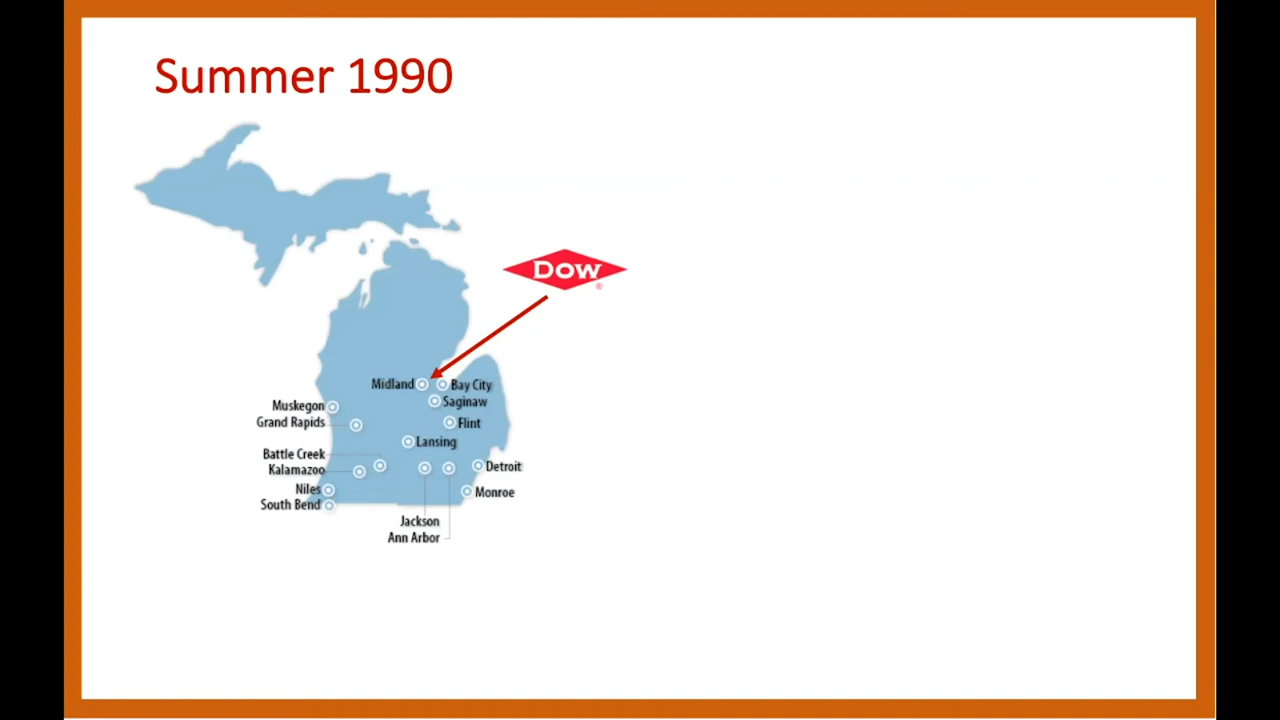 Summer 1990
DOW
®
Midland
Bay City
Saginaw
Muskegon
Grand Rapids
Flint
Lansing
Battle Creek
Kalamazoo
Detroit
Niles
Monroe
South Bend
Jackson
Ann Arbor